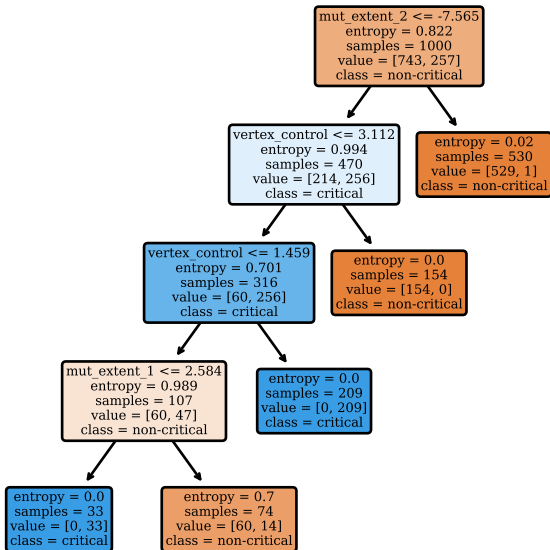 mut_extent_2 <= -7.565
entropy = 0.822
samples = 1000
value = [743, 257]
class = non-critical
vertex_control <= 3.112
entropy = 0.994
samples = 470
value = [214, 256]
class = critical
entropy = 0.02
samples = 530
value = [529, 1]
class = non-critical
vertex_control <= 1.459
entropy = 0.701
samples = 316
value = [60, 256]
class = critical
entropy = 0.0
samples = 154
value = [154, 0]
class = non-critical
mut_extent_1 <= 2.584
entropy = 0.989
samples = 107
value = [60, 47]
class = non-critical
entropy = 0.0
samples = 209
value = [0, 209]
class = critical
entropy = 0.0
samples = 33
value = [0, 33]
class = critical
entropy = 0.7
samples = 74
value = [60, 14]
class = non-critical